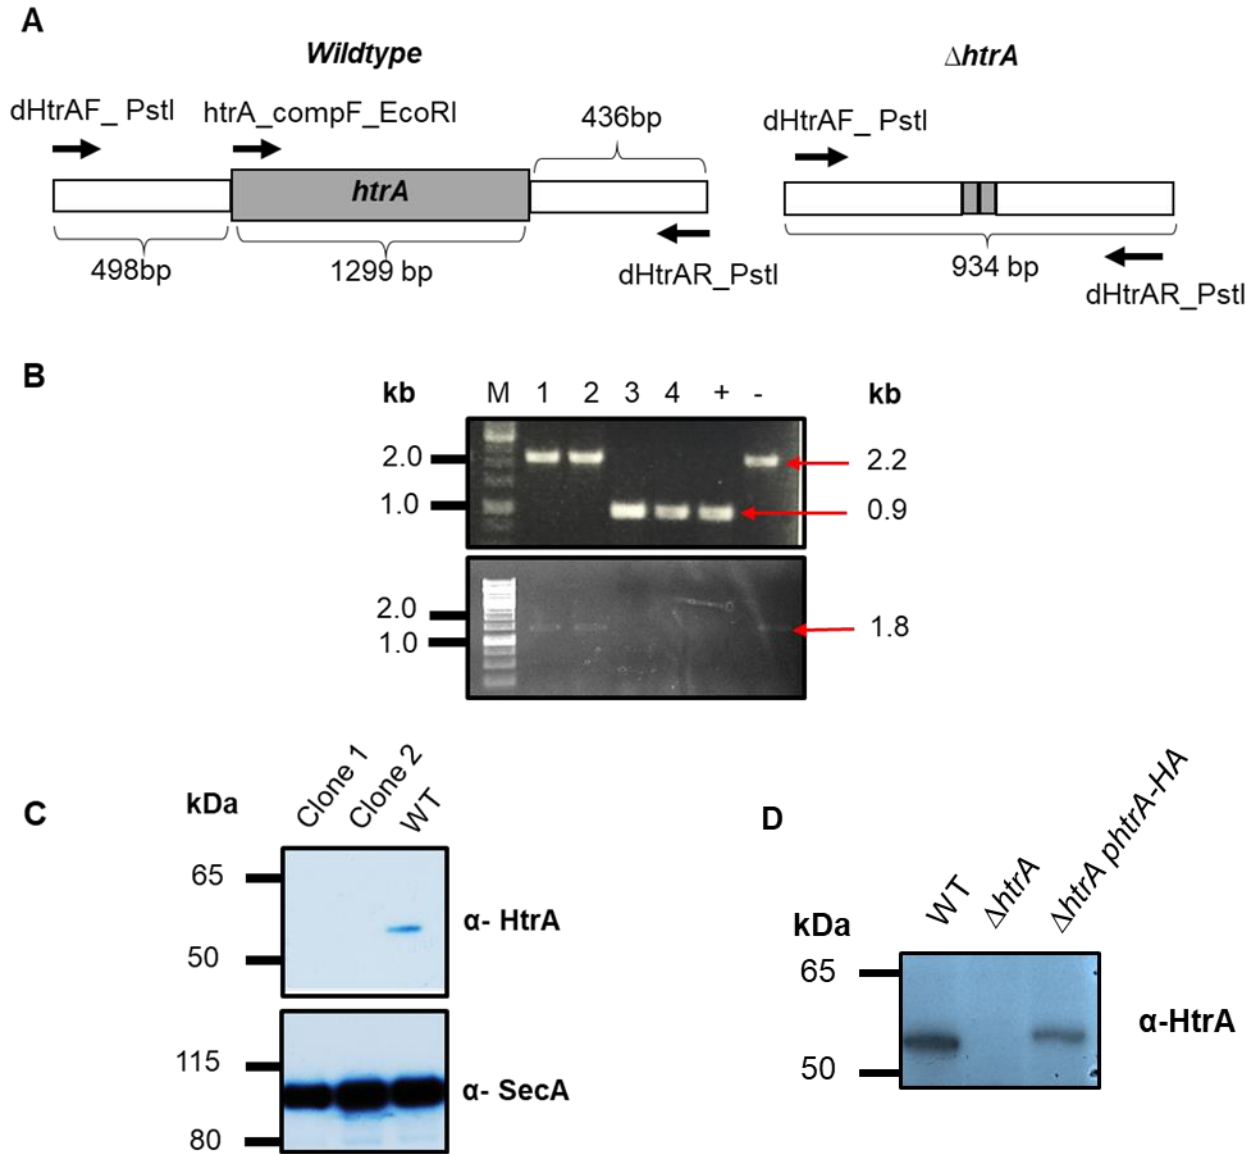 A
Wildtype
ΔhtrA
dHtrAF_ PstI
htrA_compF_EcoRI
436bp
dHtrAF_ PstI
htrA
498bp
1299 bp
dHtrAR_PstI
934 bp
dHtrAR_PstI
B
kb M 1 2 3 4 + - kb
2.0
2.2
1.0
0.9
2.0
1.8
1.0
C
kDa
Clone 1
Clone 2
WT
65
α- HtrA
50
115
α- SecA
80
D
kDa
WT
ΔhtrA
ΔhtrA phtrA-HA
65
α-HtrA
50